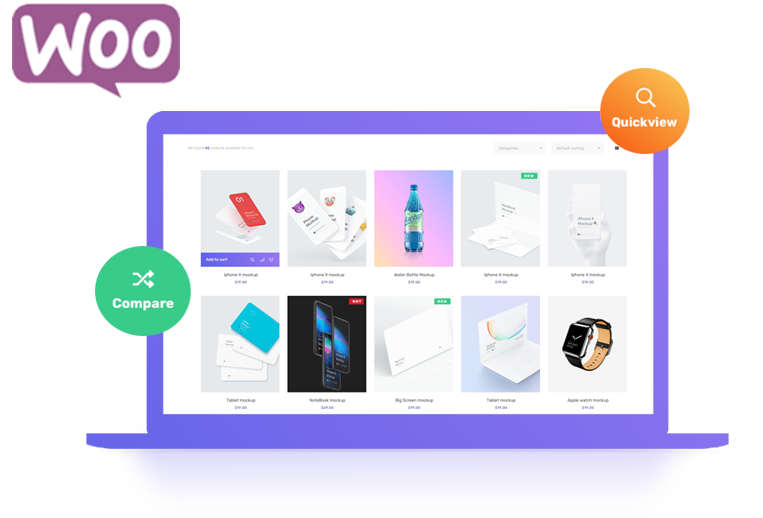 WOO
Quickview
We found 40 products available for you
Categories
Default sorting
NEW
Add to cart
Iphone X mockup
$19.00
Iphone X mockup
$19.00
Water Bottle Mockup
$19.00
Iphone X mockup
$19.00
Iphone X mockup
$19.00
Compare
HOT
NEW
Tablet mockup
$19.00
NoteBook mockup
$29.00
Big Screen mockup
$19.00
Tablet mockup
$19.00
Apple watch mockup
$19.00